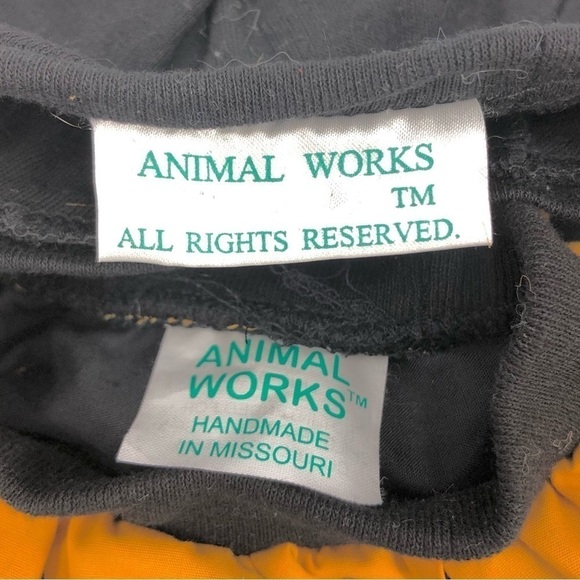 ANIMAL WORKS
TM
ALL RIGHTS RESERVED.
ANIMAL
WORKS™
HANDMADE
IN MISSOURI